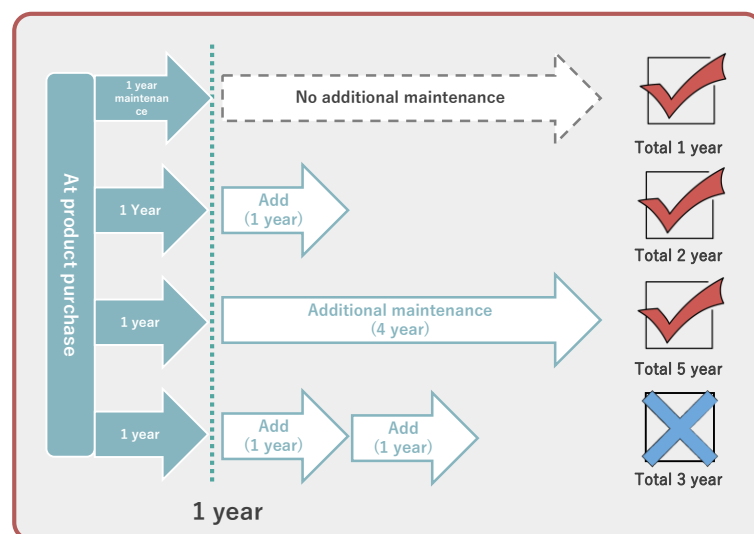 At product purchase
1 year
maintenan
ce
No additional maintenance
Total 1 year
1 Year
Add
(1 year)
Total 2 year
1 year
Additional maintenance
(4 year)
Total 5 year
1 year
Add
(1 year)
Add
(1 year)
Total 3 year
1 year